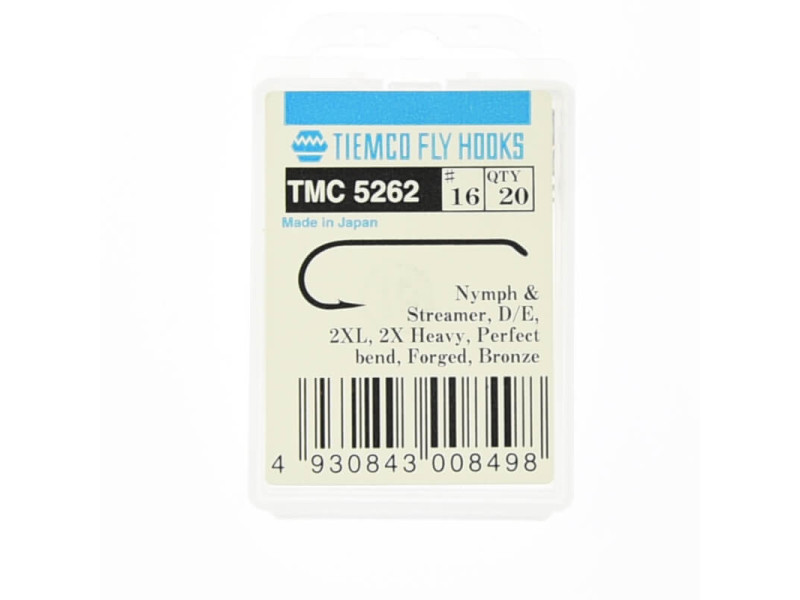 TIEMCO FLY HOOKS
TMC 5262 # 16 QTY 20
Made in Japan
Nymph &
Streamer, D/E,
2XL, 2X Heavy, Perfect
bend, Forged, Bronze
4 930843 008498